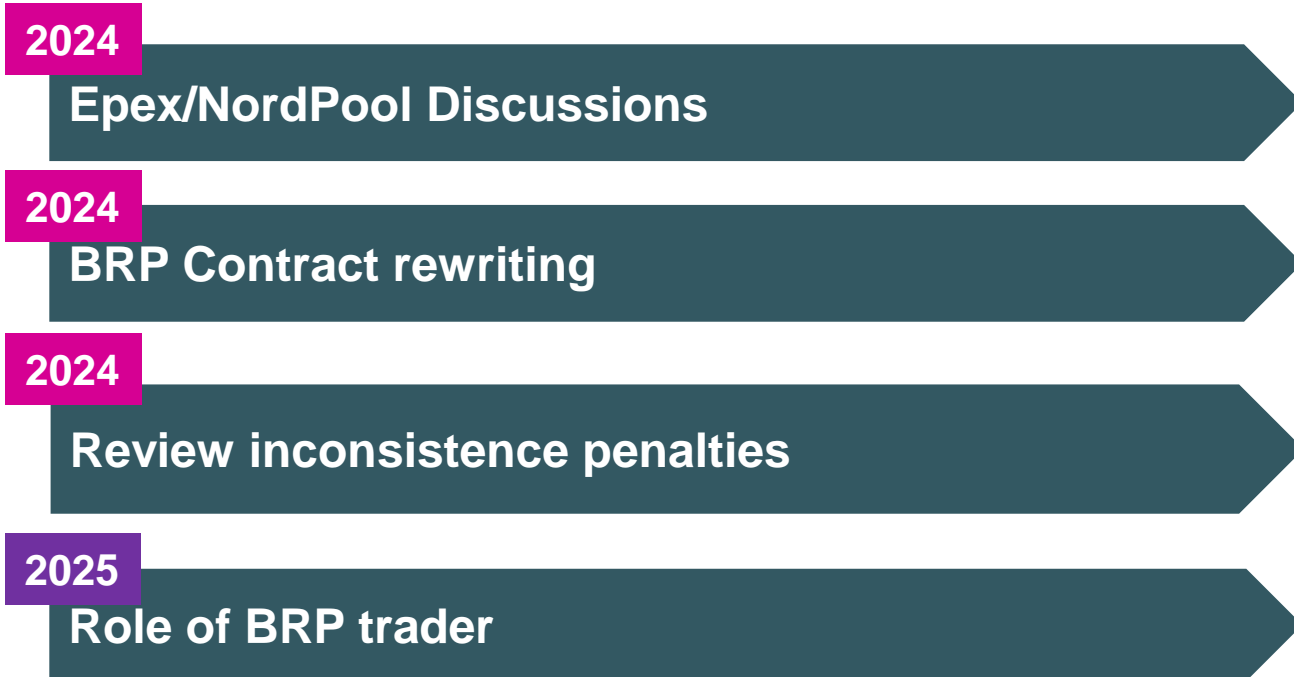 2024
Epex/NordPool Discussions
2024
BRP Contract rewriting
2024
Review inconsistence penalties
2025
Role of BRP trader